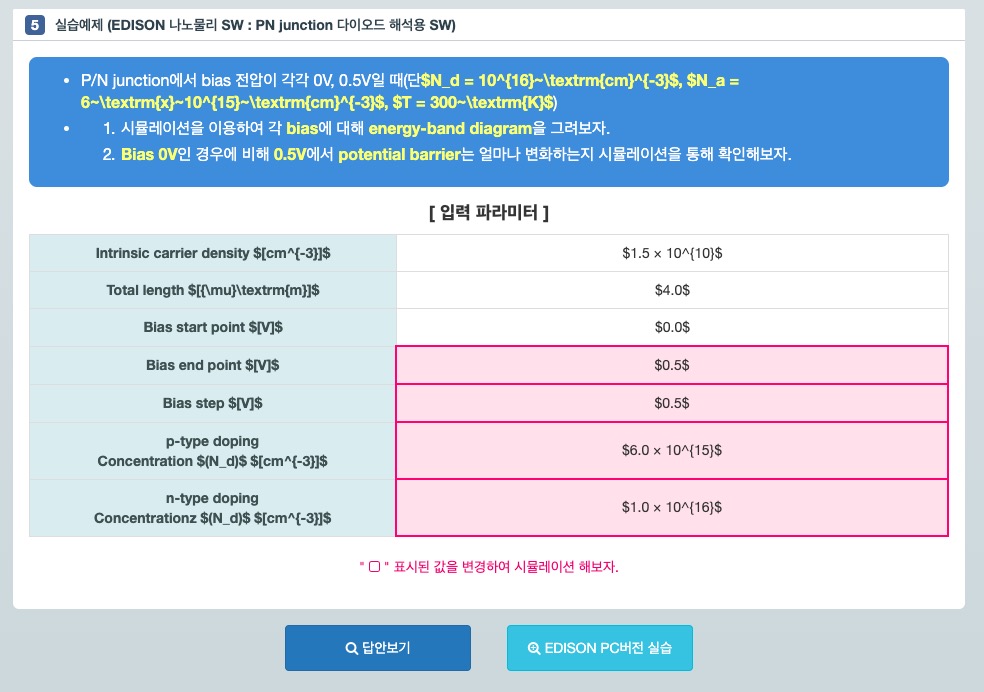 5 실습예제 (EDISON 나노물리 SW : PN junction 다이오드 해석용 SW)
• P/N junction에서 bias 전압이 각각 0V, 0.5V일 때(단$N_d = 10^{16}~\textrm{cm}^{-3}$, $N_a =
6~\textrm{x}~10^{15}~\textrm{cm}^{-3}$, $T = 300~\textrm{K}$)
• 1. 시뮬레이션을 이용하여 각 bias에 대해 energy-band diagram을 그려보자.
2. Bias 0V인 경우에 비해 0.5V에서 potential barrier는 얼마나 변화하는지 시뮬레이션을 통해 확인해보자.
[ 입력 파라미터 ]
Intrinsic carrier density $[cm^{-3}]$ $1.5 × 10^{10}$
Total length $[{\mu}\textrm{m}]$ $4.0$
Bias start point $[V]$ $0.0$
Bias end point $[V]$ $0.5$
Bias step $[V]$ $0.5$
p-type doping
Concentration $(N_d)$ $[cm^{-3}]$ $6.0 × 10^{15}$
n-type doping
Concentrationz $(N_d)$ $[cm^{-3}]$ $1.0 × 10^{16}$
" ▢ " 표시된 값을 변경하여 시뮬레이션 해보자.
답안보기
EDISON PC버전 실습